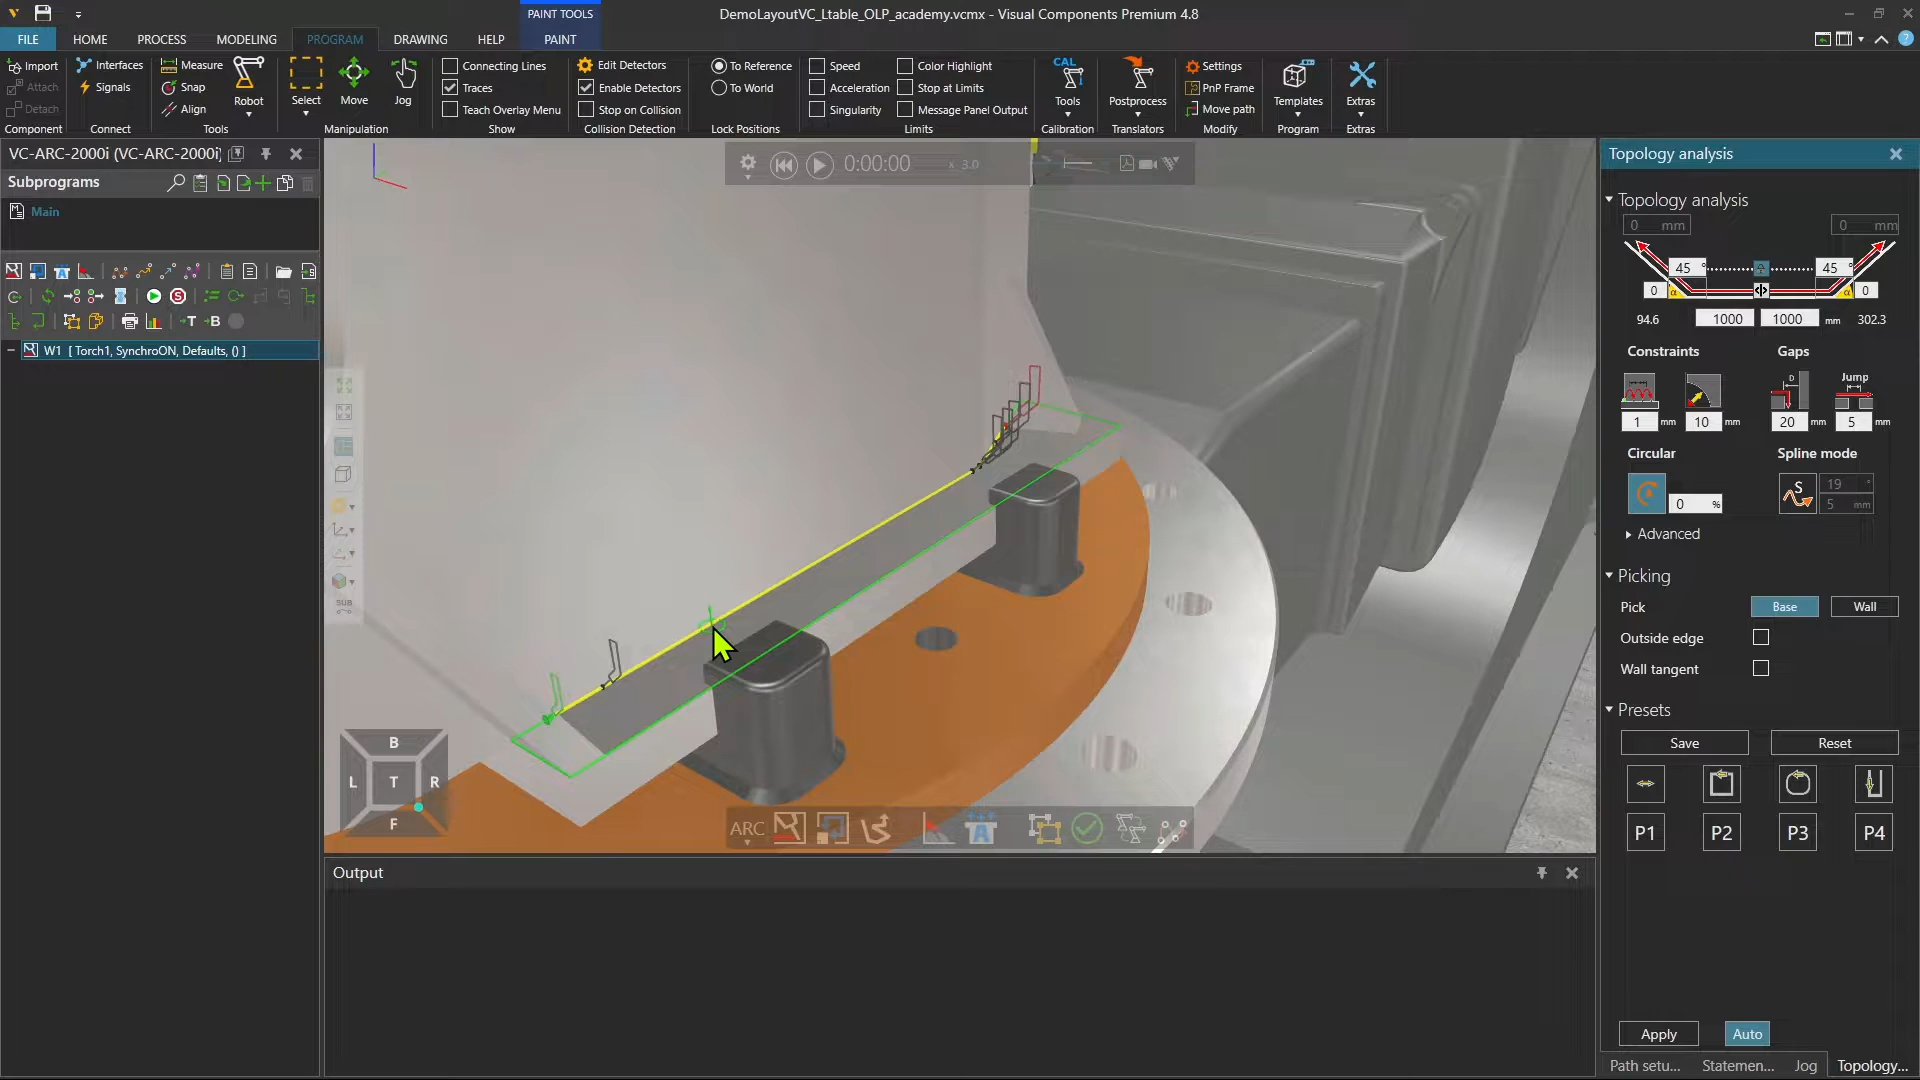 DemoLayoutVC_Ltable_OLP_academy.vcmx - Visual Components Premium 4.8
PAINT TOOLS
FILE
HOME
PROCESS
MODELING
PROGRAM
DRAWING
HELP
PAINT
Import
Attach
Detach
Component
Interfaces
Signals
Connect
Measure
Snap
Align
Robot
Tools
Select
Move
Jog
Manipulation
Connecting Lines
Traces
Teach Overlay Menu
Show
Edit Detectors
Enable Detectors
Stop on Collision
Collision Detection
To Reference
To World
Lock Positions
Speed
Acceleration
Singularity
Color Highlight
Stop at Limits
Message Panel Output
Limits
CAL
Tools
Calibration
Postprocess
Translators
Settings
PnP Frame
Move path
Modify
Templates
Program
Extras
Extras
VC-ARC-2000i (VC-ARC-2000i)
Subprograms
Main
W1 [ Torch1, SynchroON, Defaults, () ]
0:00:00
x 3.0
SUB
B
L T R
F
ARC
Output
Topology analysis
Topology analysis
0 mm
0 mm
45 °
45 °
0 α
α 0
94.6
1000
1000 mm
302.3
Constraints
Gaps
D
Jump
1 mm
10 mm
20 mm
5 mm
Circular
Spline mode
0 %
S
19 °
5 mm
Advanced
Picking
Pick
Base
Wall
Outside edge
Wall tangent
Presets
Save
Reset
P1
P2
P3
P4
Apply
Auto
Path setu...
Statemen...
Jog
Topology...